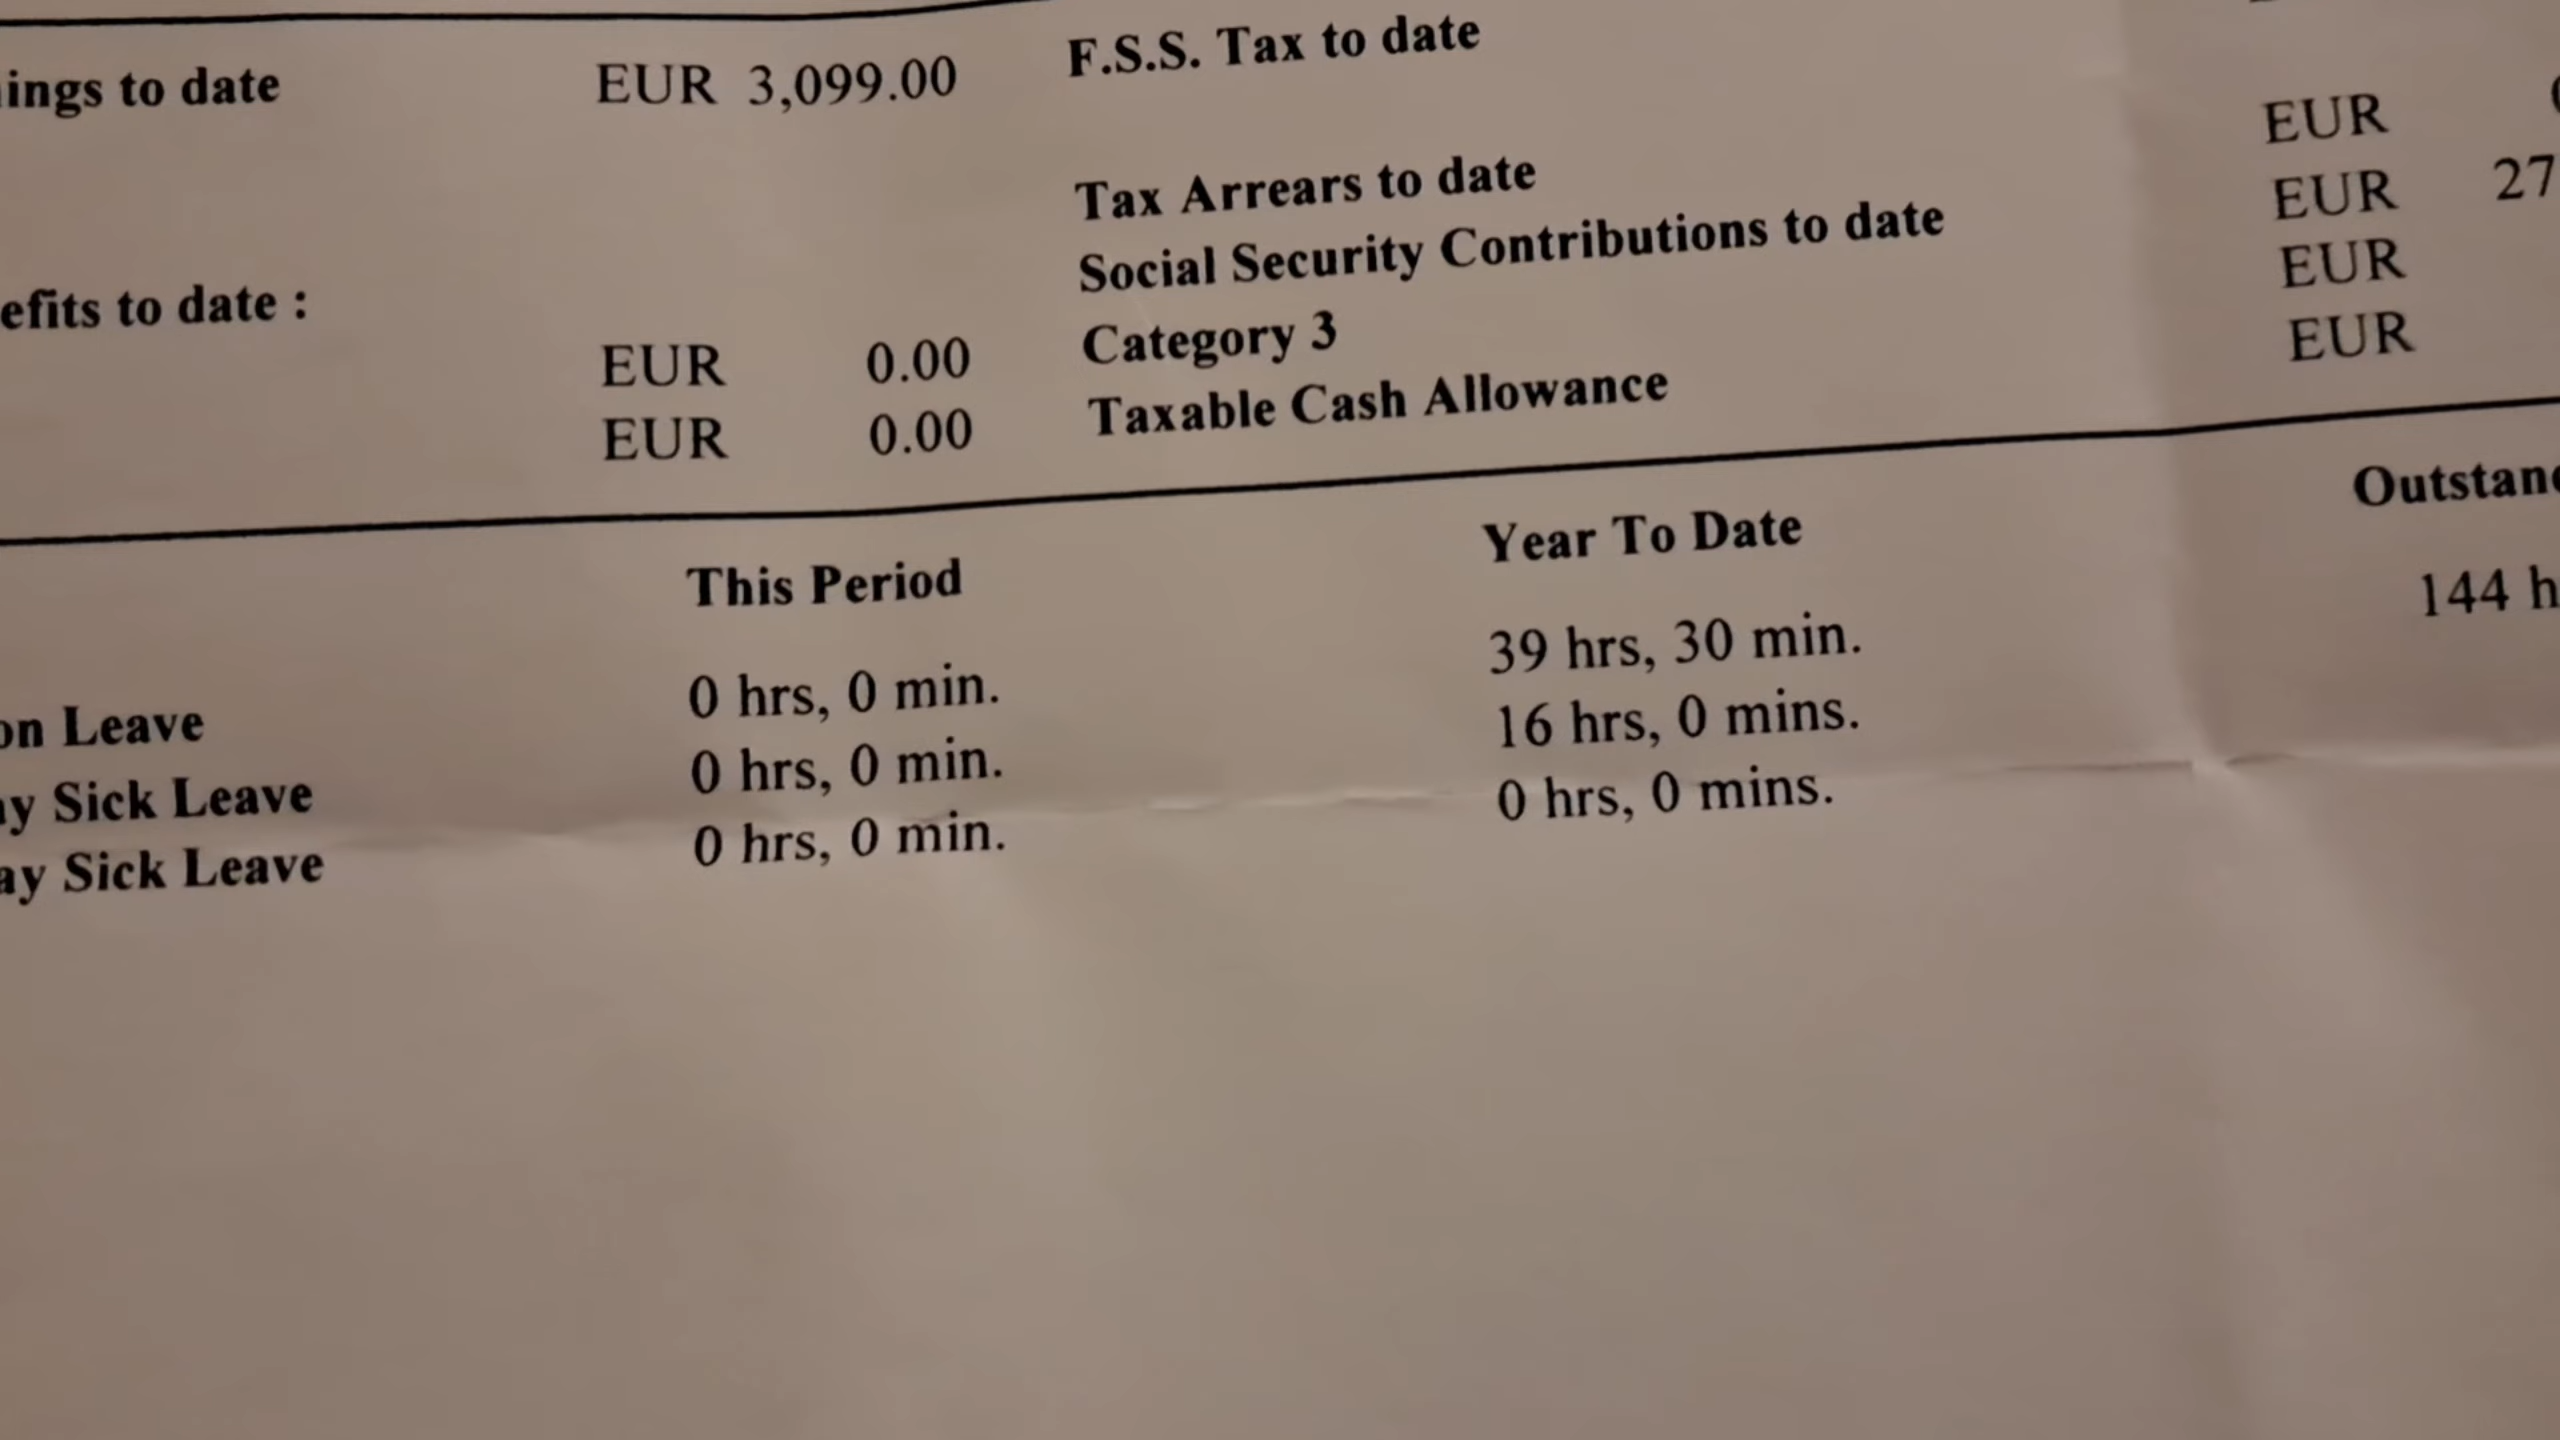 ings to date EUR 3,099.00 F.S.S. Tax to date
EUR
Tax Arrears to date EUR 27
Social Security Contributions to date EUR
efits to date :
Category 3 EUR
EUR 0.00
Taxable Cash Allowance
EUR 0.00
This Period Year To Date Outstan
on Leave 0 hrs, 0 min. 39 hrs, 30 min. 144 h
y Sick Leave 0 hrs, 0 min. 16 hrs, 0 mins.
ay Sick Leave 0 hrs, 0 min. 0 hrs, 0 mins.